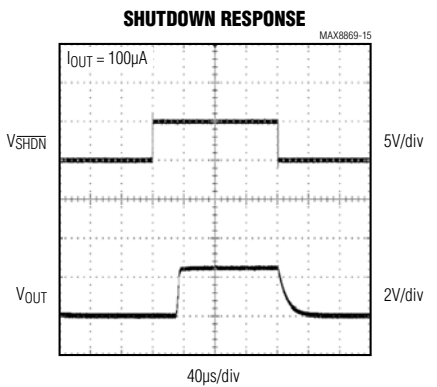 SHUTDOWN RESPONSE
MAX8869-15
IOUT = 100µA
VSHDN
5V/div
VOUT
2V/div
40µs/div